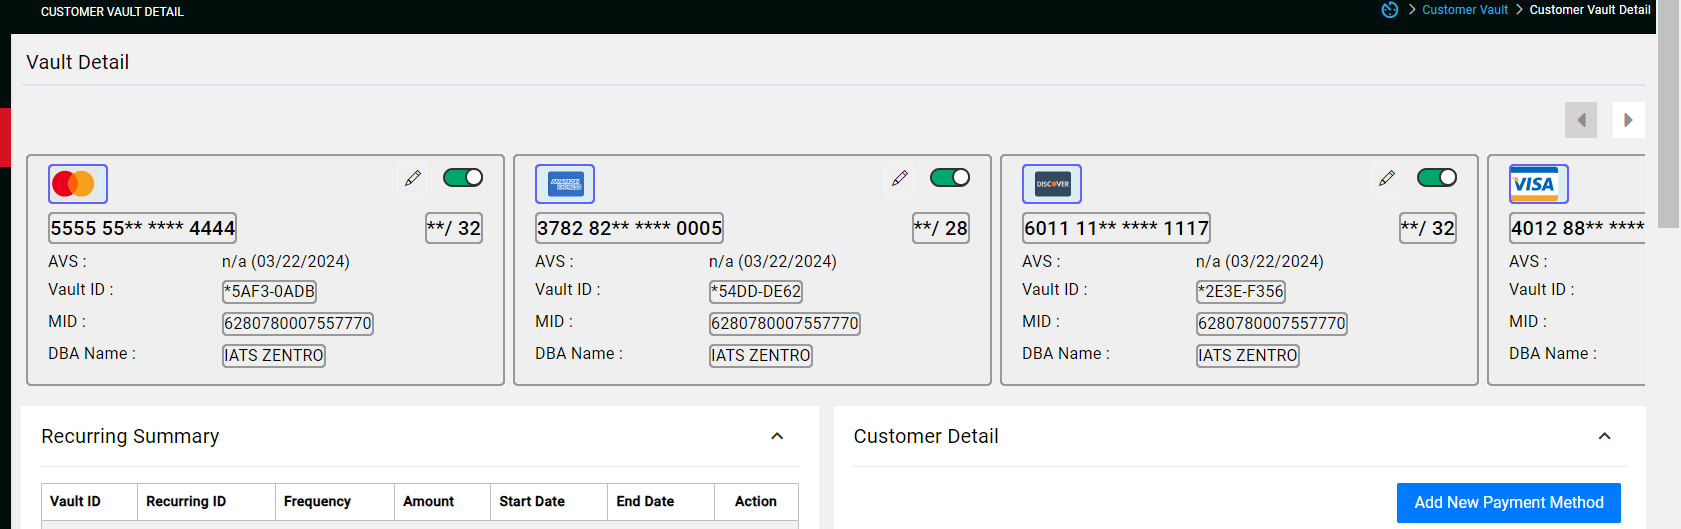 CUSTOMER VAULT DETAIL
> Customer Vault > Customer Vault Detail
Vault Detail
5555 55** **** 4444 **/ 32
AVS : n/a (03/22/2024)
Vault ID : *5AF3-0ADB
MID : 6280780007557770
DBA Name : IATS ZENTRO
AMERICAN EXPRESS
3782 82** **** 0005 **/ 28
AVS : n/a (03/22/2024)
Vault ID : *54DD-DE62
MID : 6280780007557770
DBA Name : IATS ZENTRO
DISCOVER
6011 11** **** 1117 **/ 32
AVS : n/a (03/22/2024)
Vault ID : *2E3E-F356
MID : 6280780007557770
DBA Name : IATS ZENTRO
VISA
4012 88** ****
AVS :
Vault ID :
MID :
DBA Name :
Recurring Summary
Vault ID Recurring ID Frequency Amount Start Date End Date Action
Customer Detail
Add New Payment Method